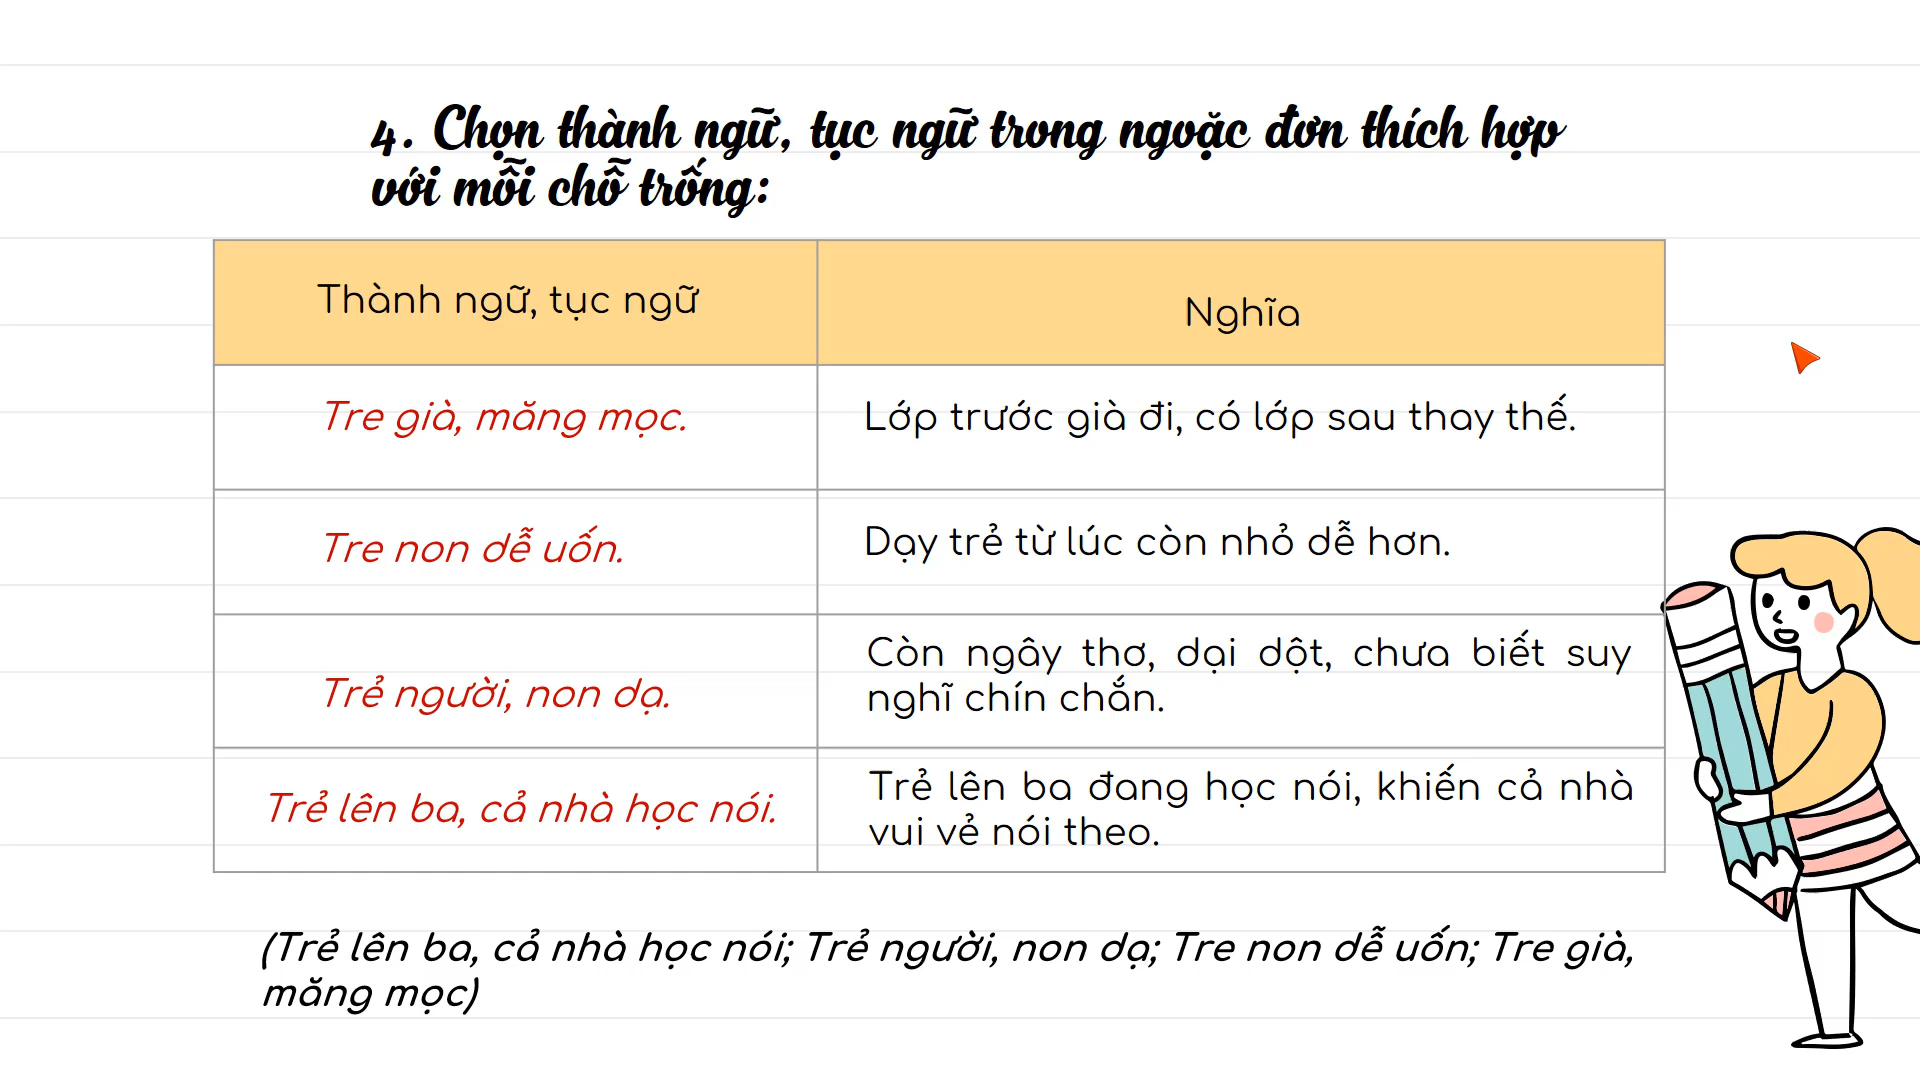 4. Chọn thành ngữ, tục ngữ trong ngoặc đơn thích hợp
với mỗi chỗ trống:
Thành ngữ, tục ngữ
Nghĩa
Tre già, măng mọc.
Lớp trước già đi, có lớp sau thay thế.
Tre non dễ uốn.
Dạy trẻ từ lúc còn nhỏ dễ hơn.
Trẻ người, non dạ.
Còn ngây thơ, dại dột, chưa biết suy
nghĩ chín chắn.
Trẻ lên ba, cả nhà học nói.
Trẻ lên ba đang học nói, khiến cả nhà
vui vẻ nói theo.
(Trẻ lên ba, cả nhà học nói; Trẻ người, non dạ; Tre non dễ uốn; Tre già,
măng mọc)